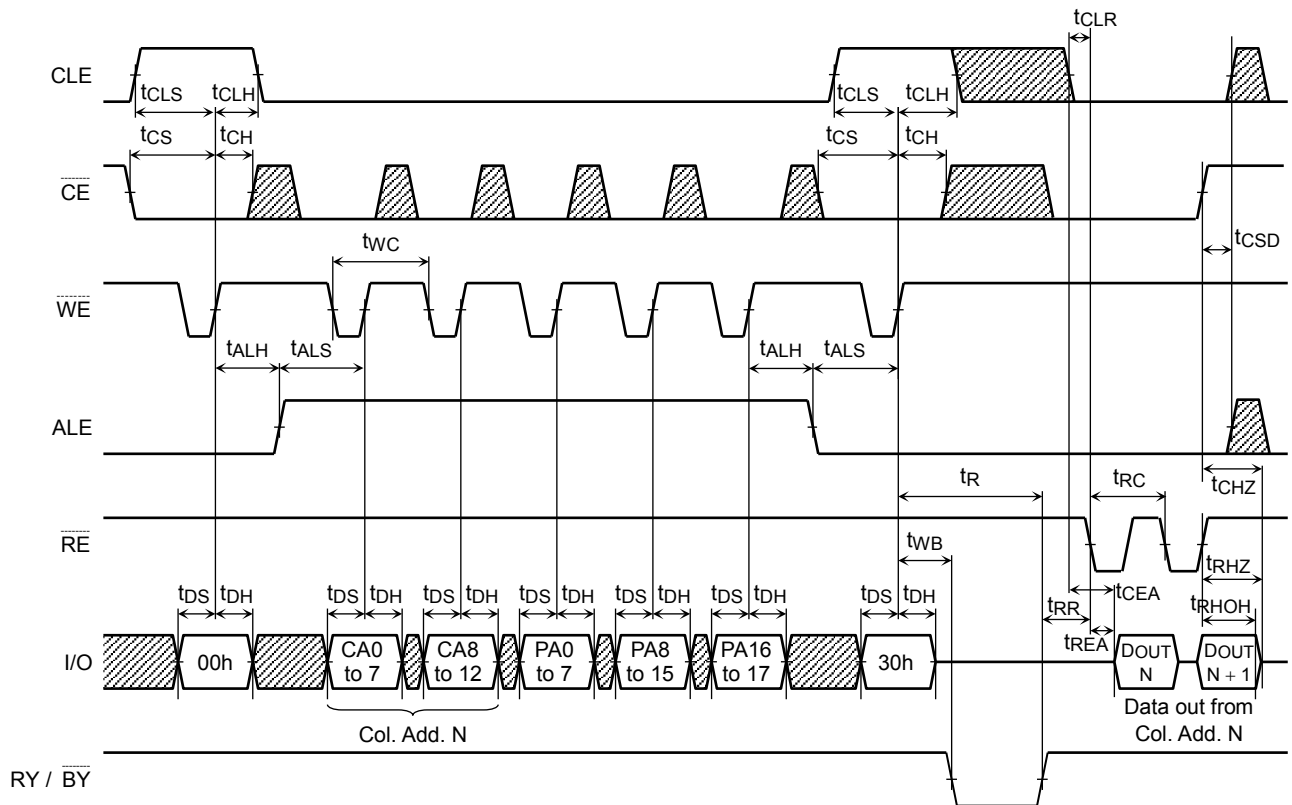 tCLR
CLE
tCLS tCLH tCLS tCLH
tCS tCH tCS tCH
CE
tWC tCSD
WE
tALH tALS tALH tALS
ALE
tR tRC tCHZ
RE
tWB
tDS tDH tDS tDH tDS tDH tDS tDH tDS tDH tDS tDH tDS tDH tRHZ
tCEA
tRR tRHOH
tREA
I/O 00h CA0 to 7 CA8 to 12 PA0 to 7 PA8 to 15 PA16 to 17 30h DOUT N DOUT N + 1
Col. Add. N
Data out from
Col. Add. N
RY / BY